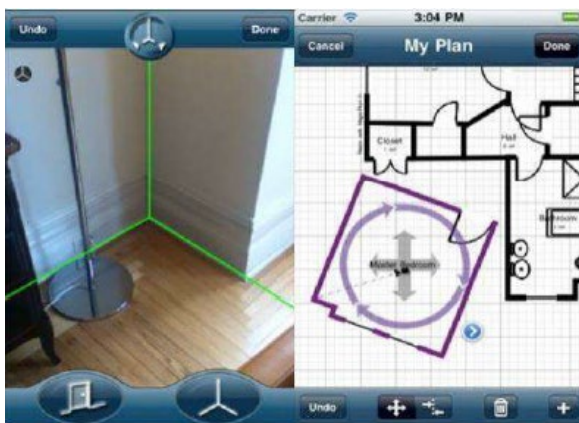 Undo
Done
Carrier
3:04 PM
Cancel
My Plan
Done
Closet
Hall
Bathroom
Master Bedroom
Undo